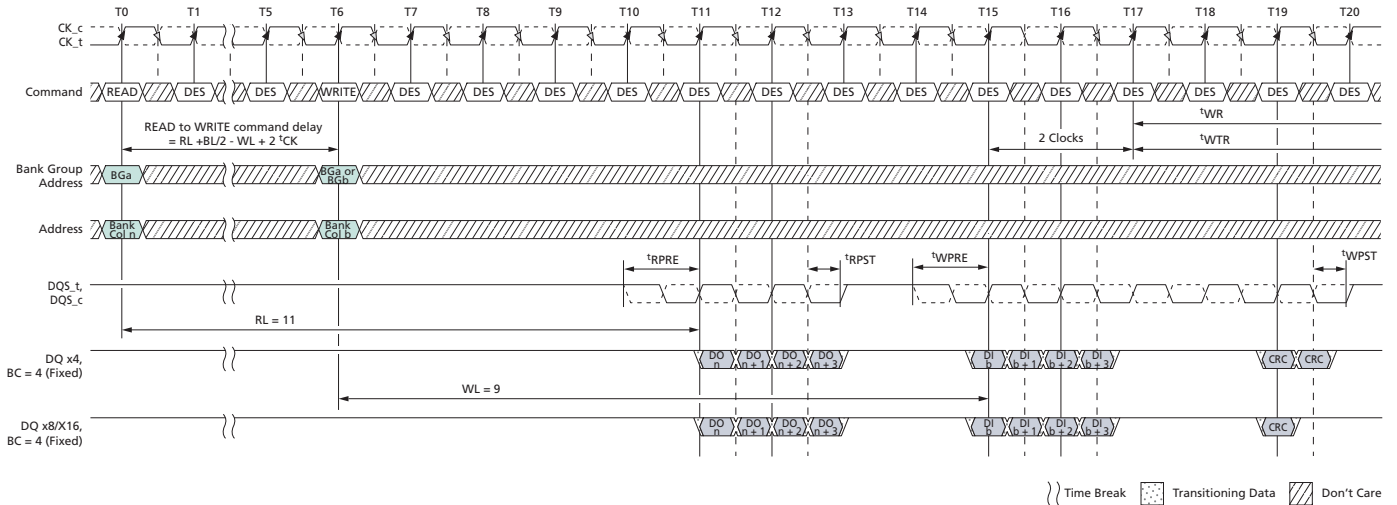 T0 T1 T5 T6 T7 T8 T9 T10 T11 T12 T13 T14 T15 T16 T17 T18 T19 T20
CK_c
CK_t
Command READ DES DES WRITE DES DES DES DES DES DES DES DES DES DES DES DES DES DES
READ to WRITE command delay
= RL +BL/2 - WL + 2 tCK
tWR
2 Clocks
tWTR
Bank Group
Address
BGa
BGa or
BGb
Address
Bank
Col n
Bank
Col b
tRPRE tRPST tWPRE tWPST
DQS_t,
DQS_c
RL = 11
DQ x4,
BC = 4 (Fixed)
DO
n
DO
n + 1
DO
n + 2
DO
n + 3
DI
b
DI
b + 1
DI
b + 2
DI
b + 3
CRC CRC
WL = 9
DQ x8/X16,
BC = 4 (Fixed)
DO
n
DO
n + 1
DO
n + 2
DO
n + 3
DI
b
DI
b + 1
DI
b + 2
DI
b + 3
CRC
Time Break Transitioning Data Don't Care